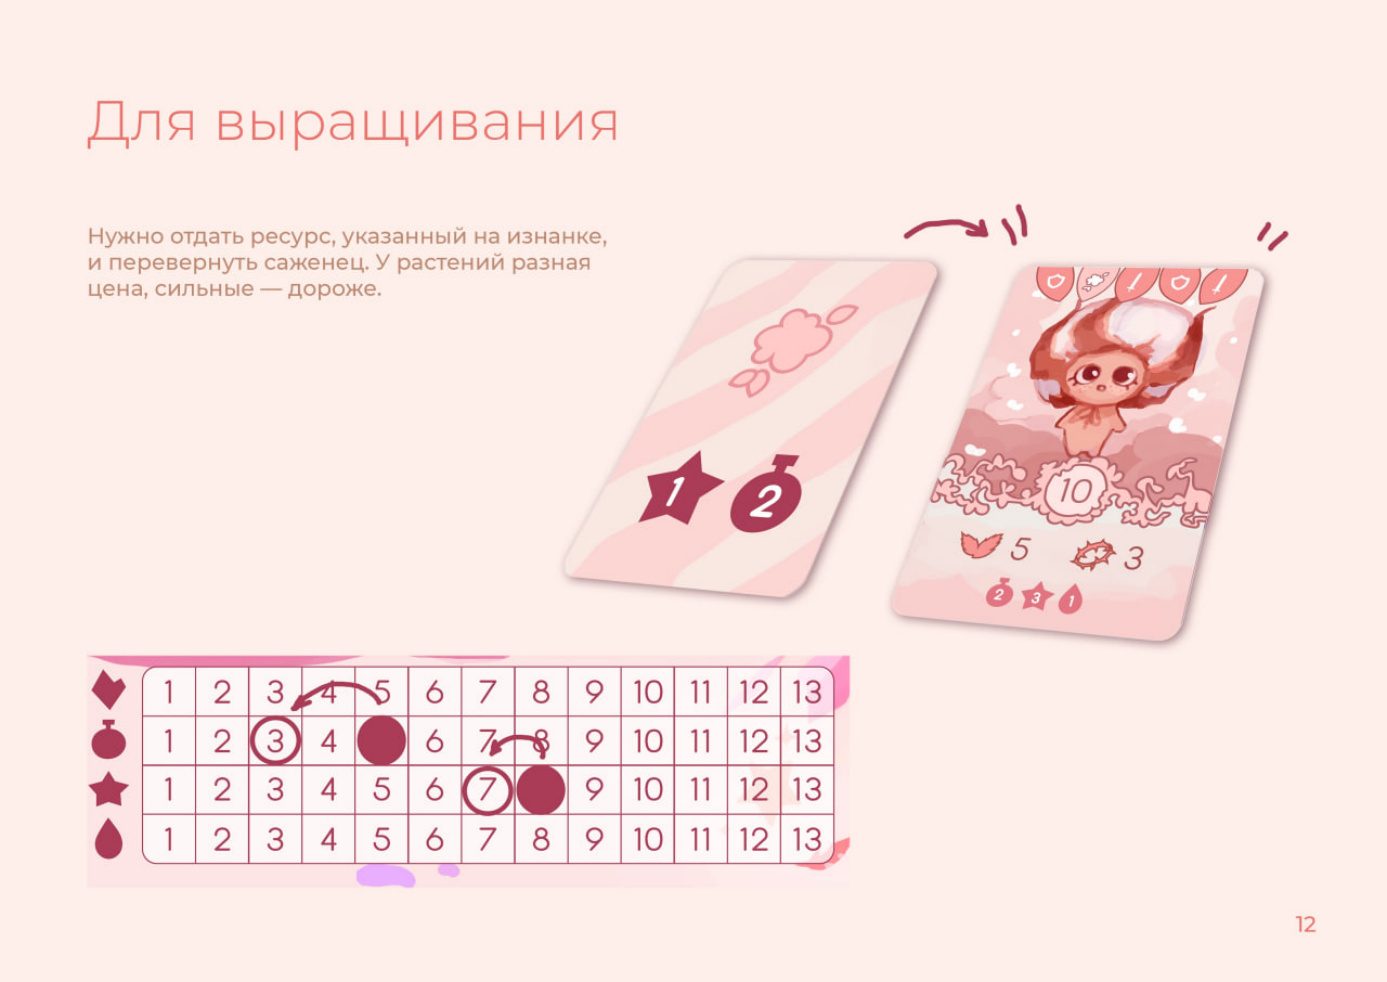 Для выращивания
Нужно отдать ресурс, указанный на изнанке,
и перевернуть саженец. У растений разная
цена, сильные — дороже.
1 2
10
5 3
2 3 1
1 2 3 4 5 6 7 8 9 10 11 12 13
1 2 3 4 6 7 8 9 10 11 12 13
1 2 3 4 5 6 7 9 10 11 12 13
1 2 3 4 5 6 7 8 9 10 11 12 13
12